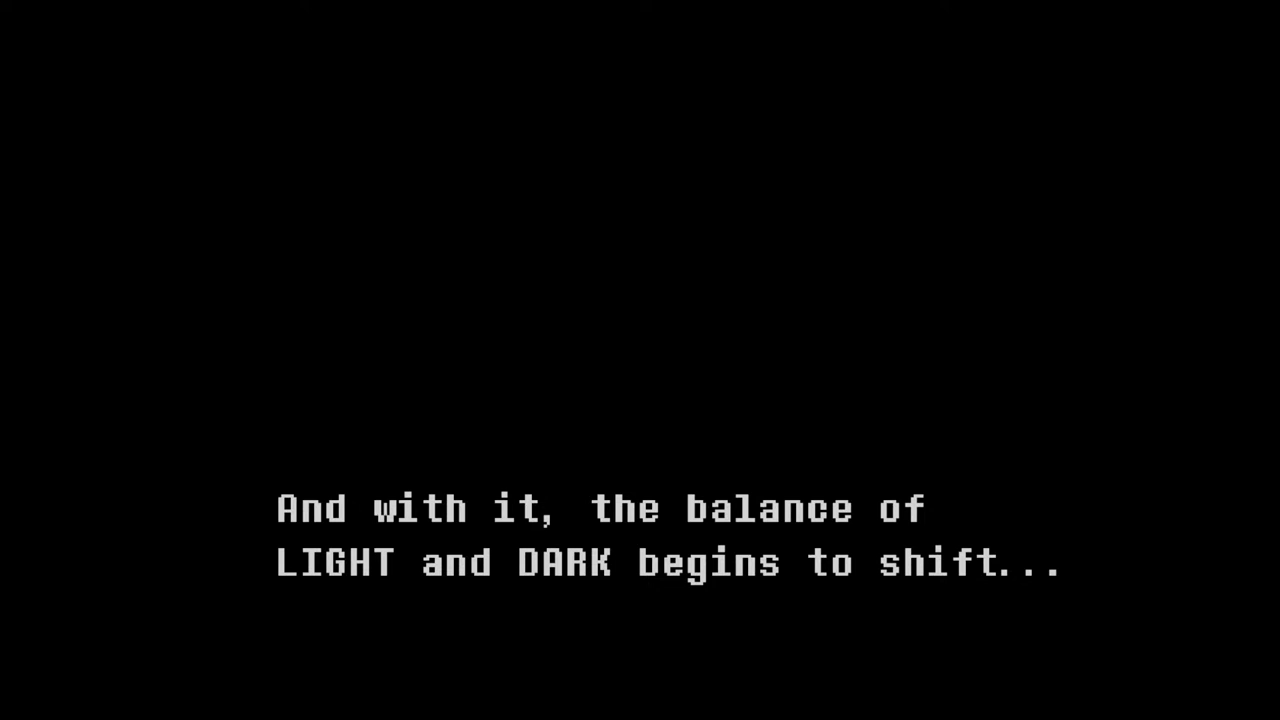 And with it, the balance of
LIGHT and DARK begins to shift...